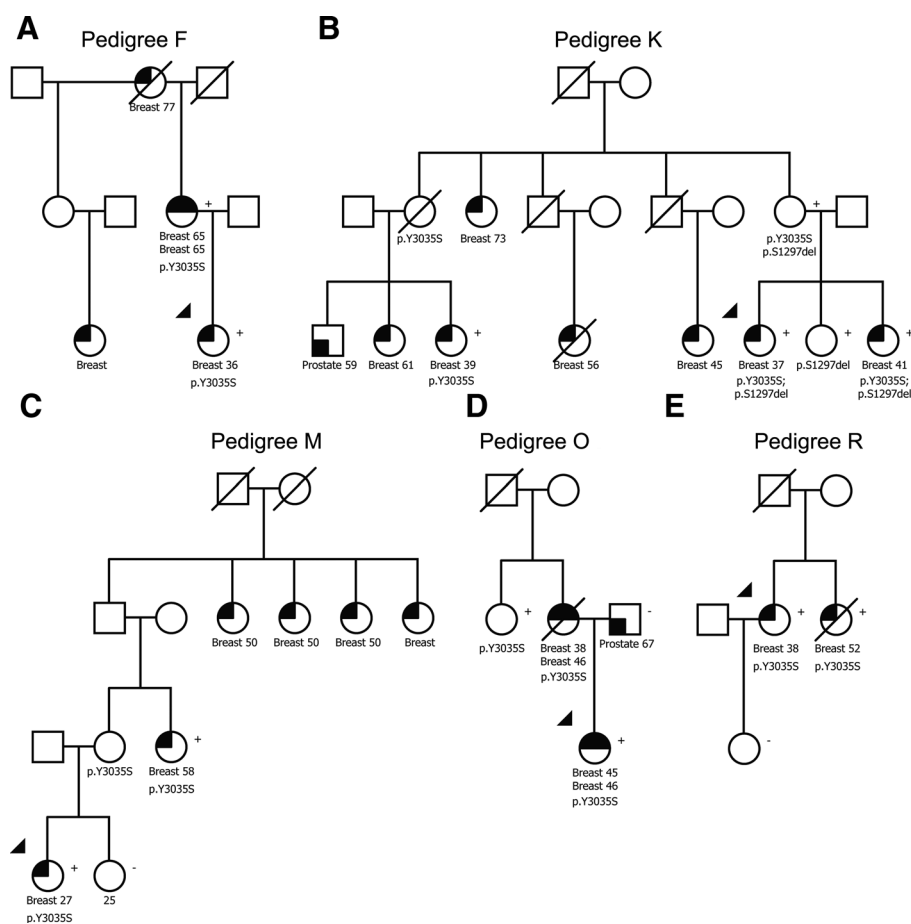 A
Pedigree F
Breast 77
+
Breast 65
Breast 65
p.Y3035S
Breast
+
Breast 36
p.Y3035S
B
Pedigree K
p.Y3035S
Breast 73
+
p.Y3035S
p.S1297del
Prostate 59
Breast 61
+
Breast 39
p.Y3035S
Breast 56
Breast 45
+
Breast 37
p.Y3035S;
p.S1297del
+
p.S1297del
+
Breast 41
p.Y3035S;
p.S1297del
C
Pedigree M
Breast 50
Breast 50
Breast 50
Breast
p.Y3035S
+
Breast 58
p.Y3035S
+
Breast 27
p.Y3035S
-
25
D
Pedigree O
+
p.Y3035S
Breast 38
Breast 46
p.Y3035S
-
Prostate 67
+
Breast 45
Breast 46
p.Y3035S
E
Pedigree R
+
Breast 38
p.Y3035S
+
Breast 52
p.Y3035S
-